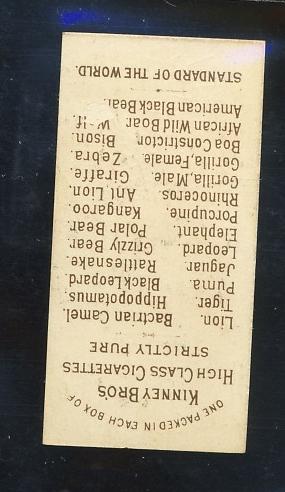 ONE PACKED IN EACH BOX OF
KINNEY BRO'S
HIGH CLASS CIGARETTES
STRICTLY PURE
Lion. Bactrian Camel.
Tiger. Hippopotamus
Puma. Black Leopard
Jaguar. Rattlesnake.
Leopard. Grizzly Bear.
Elephant. Polar Bear.
Porcupine. Kangaroo.
Rhinoceros. Ant Lion.
Gorilla, Male. Giraffe.
Gorilla, Female. Zebra.
Boa Constrictor. Bison.
African Wild Boar. Wolf.
American Black Bear.
STANDARD OF THE WORLD.